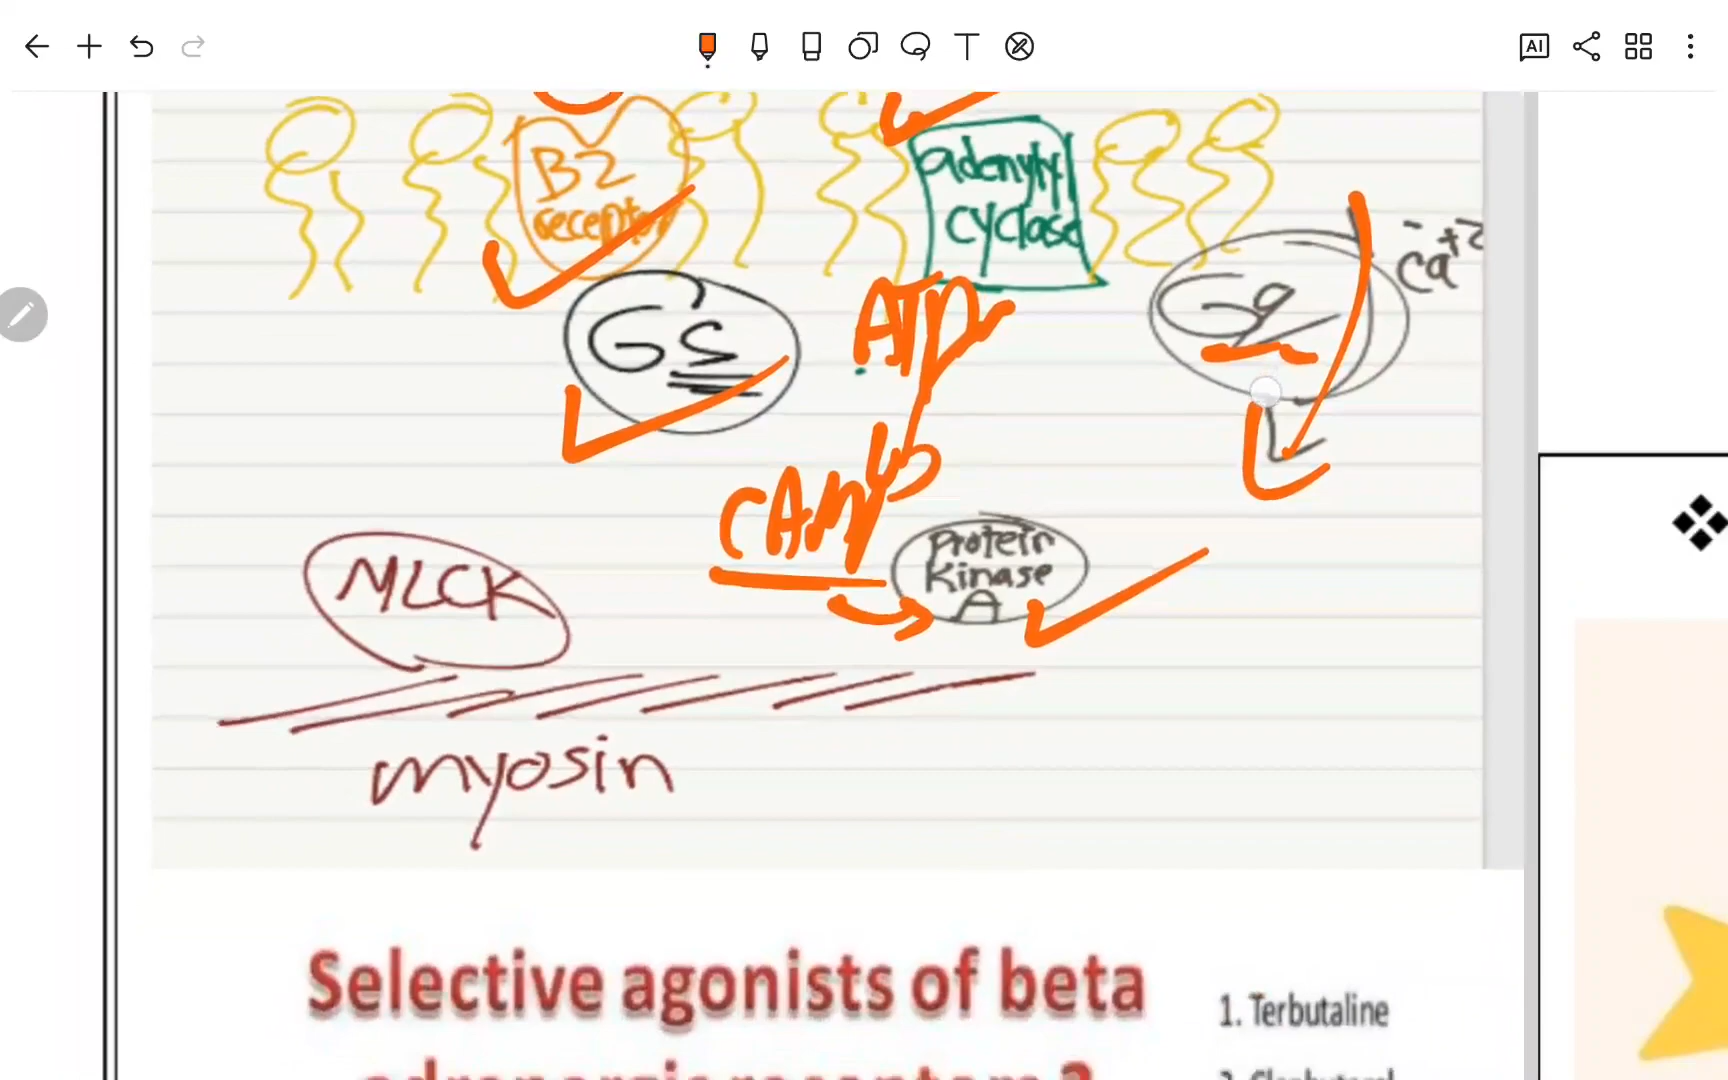 AI
T
B2
receptor
adenylyl
cyclase
ca+2
Gs
ATP
Gq
CAMP
Protein
Kinase
A
MLCK
myosin
Selective agonists of beta
1. Terbutaline